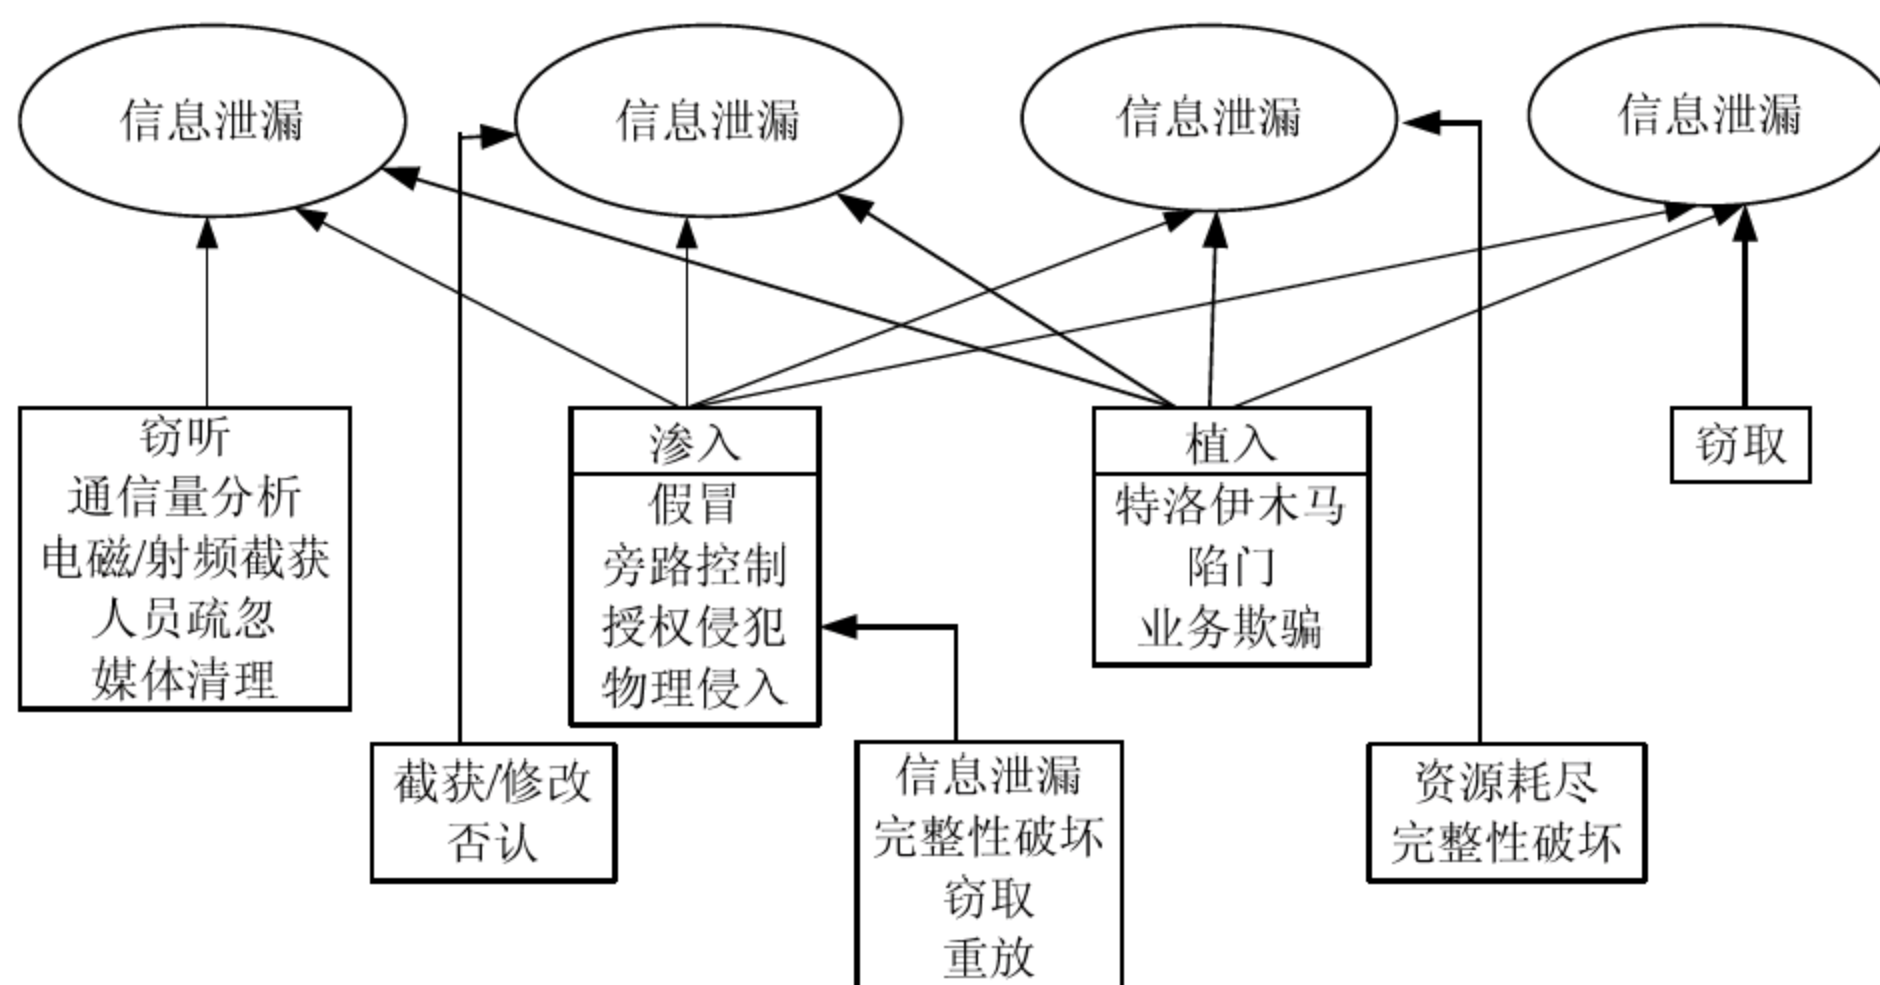 信息泄漏
信息泄漏
信息泄漏
信息泄漏
窃听
通信量分析
电磁/射频截获
人员疏忽
媒体清理
渗入
假冒
旁路控制
授权侵犯
物理侵入
植入
特洛伊木马
陷门
业务欺骗
窃取
截获/修改
否认
信息泄漏
完整性破坏
窃取
重放
资源耗尽
完整性破坏